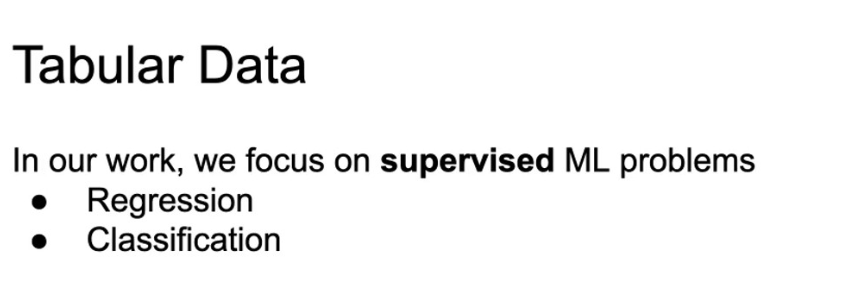 Tabular Data
In our work, we focus on supervised ML problems
● Regression
● Classification